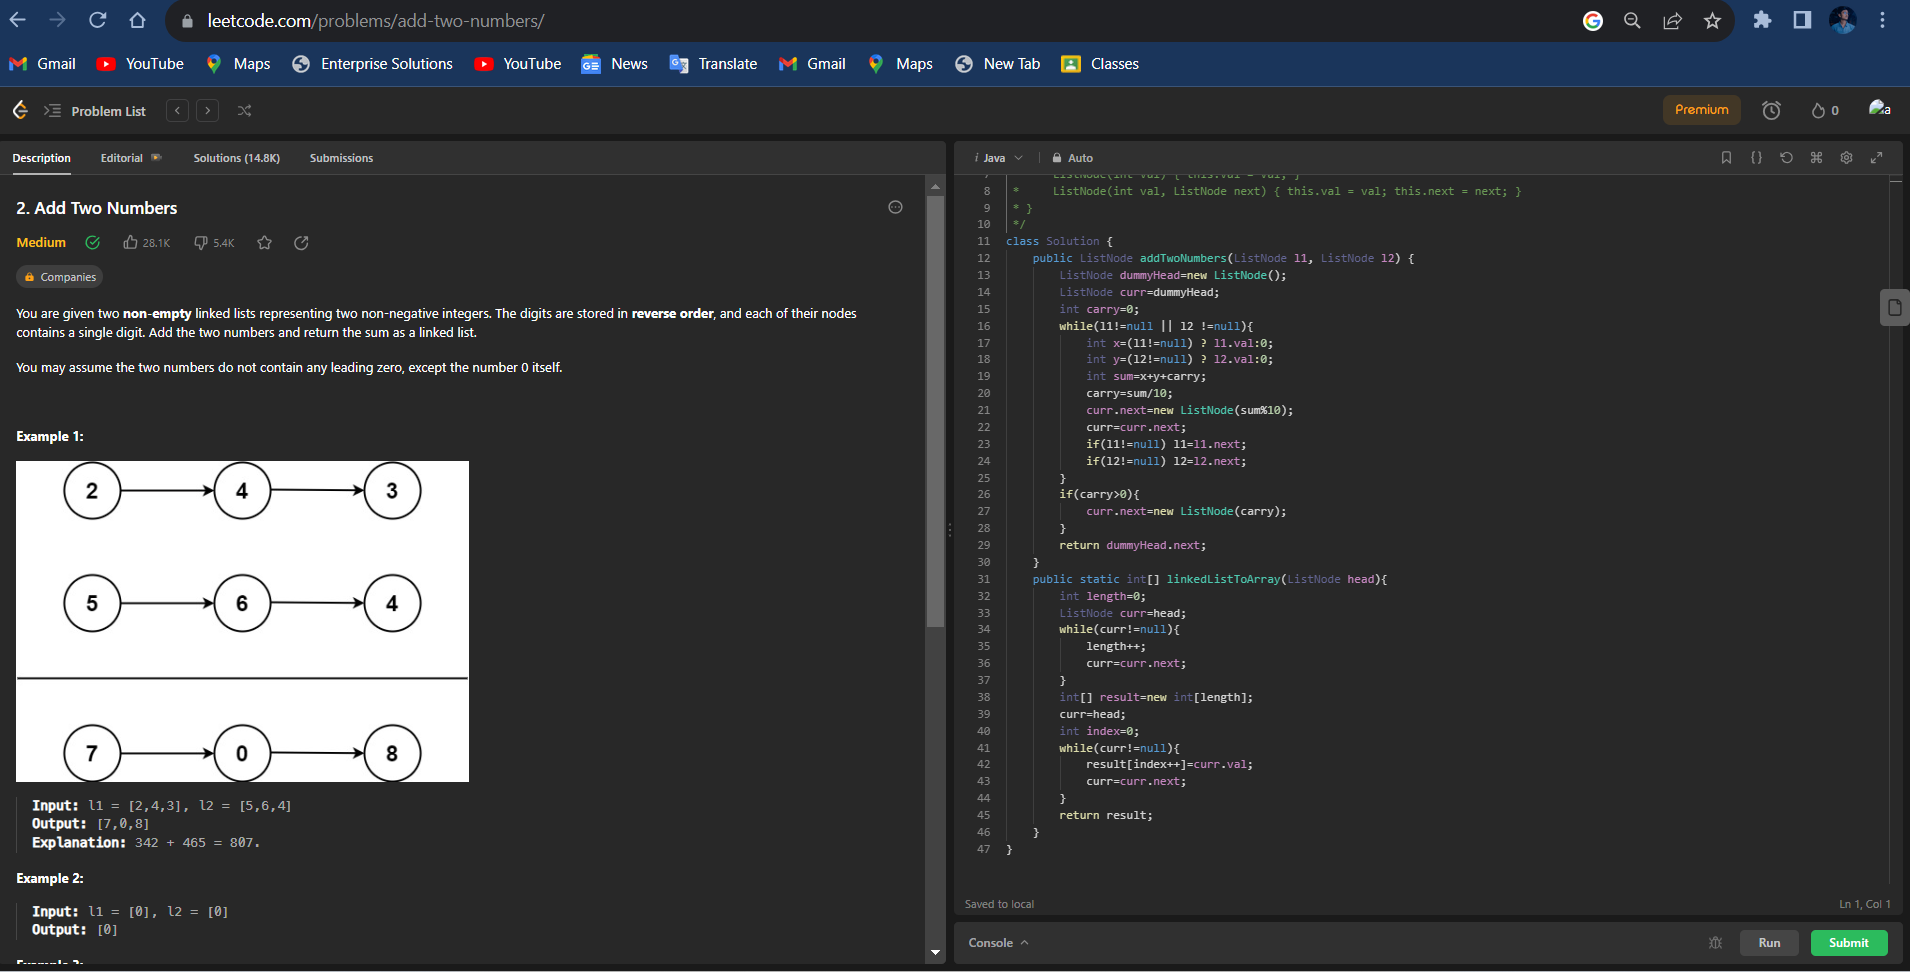 leetcode.com/problems/add-two-numbers/
Gmail YouTube Maps Enterprise Solutions YouTube News Translate Gmail Maps New Tab Classes
Problem List
Premium 0 a
Description Editorial Solutions (14.8K) Submissions
2. Add Two Numbers
Medium 28.1K 5.4K
Companies
You are given two non-empty linked lists representing two non-negative integers. The digits are stored in reverse order, and each of their nodes
contains a single digit. Add the two numbers and return the sum as a linked list.
You may assume the two numbers do not contain any leading zero, except the number 0 itself.
Example 1:
2 4 3
5 6 4
7 0 8
Input: l1 = [2,4,3], l2 = [5,6,4]
Output: [7,0,8]
Explanation: 342 + 465 = 807.
Example 2:
Input: l1 = [0], l2 = [0]
Output: [0]
i Java Auto
7 ListNode(int val) { this.val = val; }
8 * ListNode(int val, ListNode next) { this.val = val; this.next = next; }
9 * }
10 */
11 class Solution {
12 public ListNode addTwoNumbers(ListNode l1, ListNode l2) {
13 ListNode dummyHead=new ListNode();
14 ListNode curr=dummyHead;
15 int carry=0;
16 while(l1!=null || l2 !=null){
17 int x=(l1!=null) ? l1.val:0;
18 int y=(l2!=null) ? l2.val:0;
19 int sum=x+y+carry;
20 carry=sum/10;
21 curr.next=new ListNode(sum%10);
22 curr=curr.next;
23 if(l1!=null) l1=l1.next;
24 if(l2!=null) l2=l2.next;
25 }
26 if(carry>0){
27 curr.next=new ListNode(carry);
28 }
29 return dummyHead.next;
30 }
31 public static int[] linkedListToArray(ListNode head){
32 int length=0;
33 ListNode curr=head;
34 while(curr!=null){
35 length++;
36 curr=curr.next;
37 }
38 int[] result=new int[length];
39 curr=head;
40 int index=0;
41 while(curr!=null){
42 result[index++]=curr.val;
43 curr=curr.next;
44 }
45 return result;
46 }
47 }
Saved to local Ln 1, Col 1
Console Run Submit